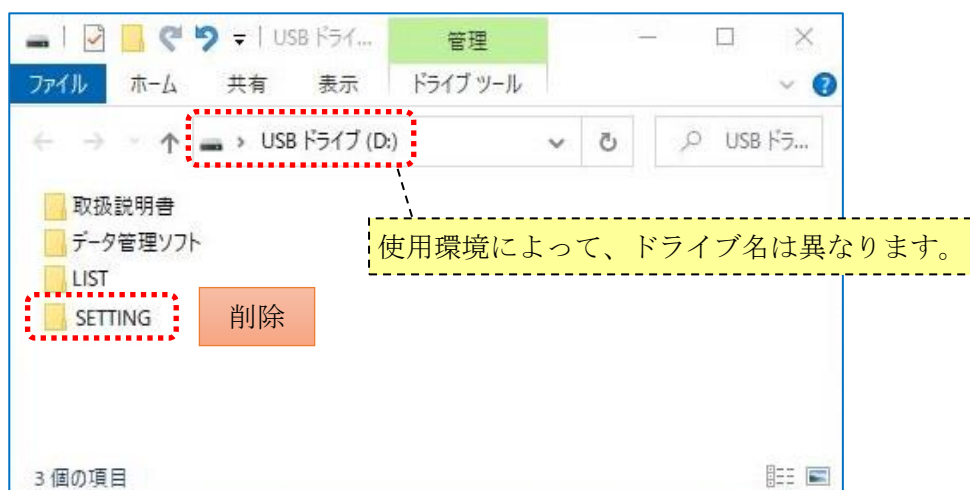 USB ドライ...
管理
ファイル ホーム 共有 表示 ドライブ ツール
USB ドライブ (D:)
USB ドラ...
取扱説明書
データ管理ソフト
使用環境によって、ドライブ名は異なります。
LIST
SETTING
削除
3 個の項目